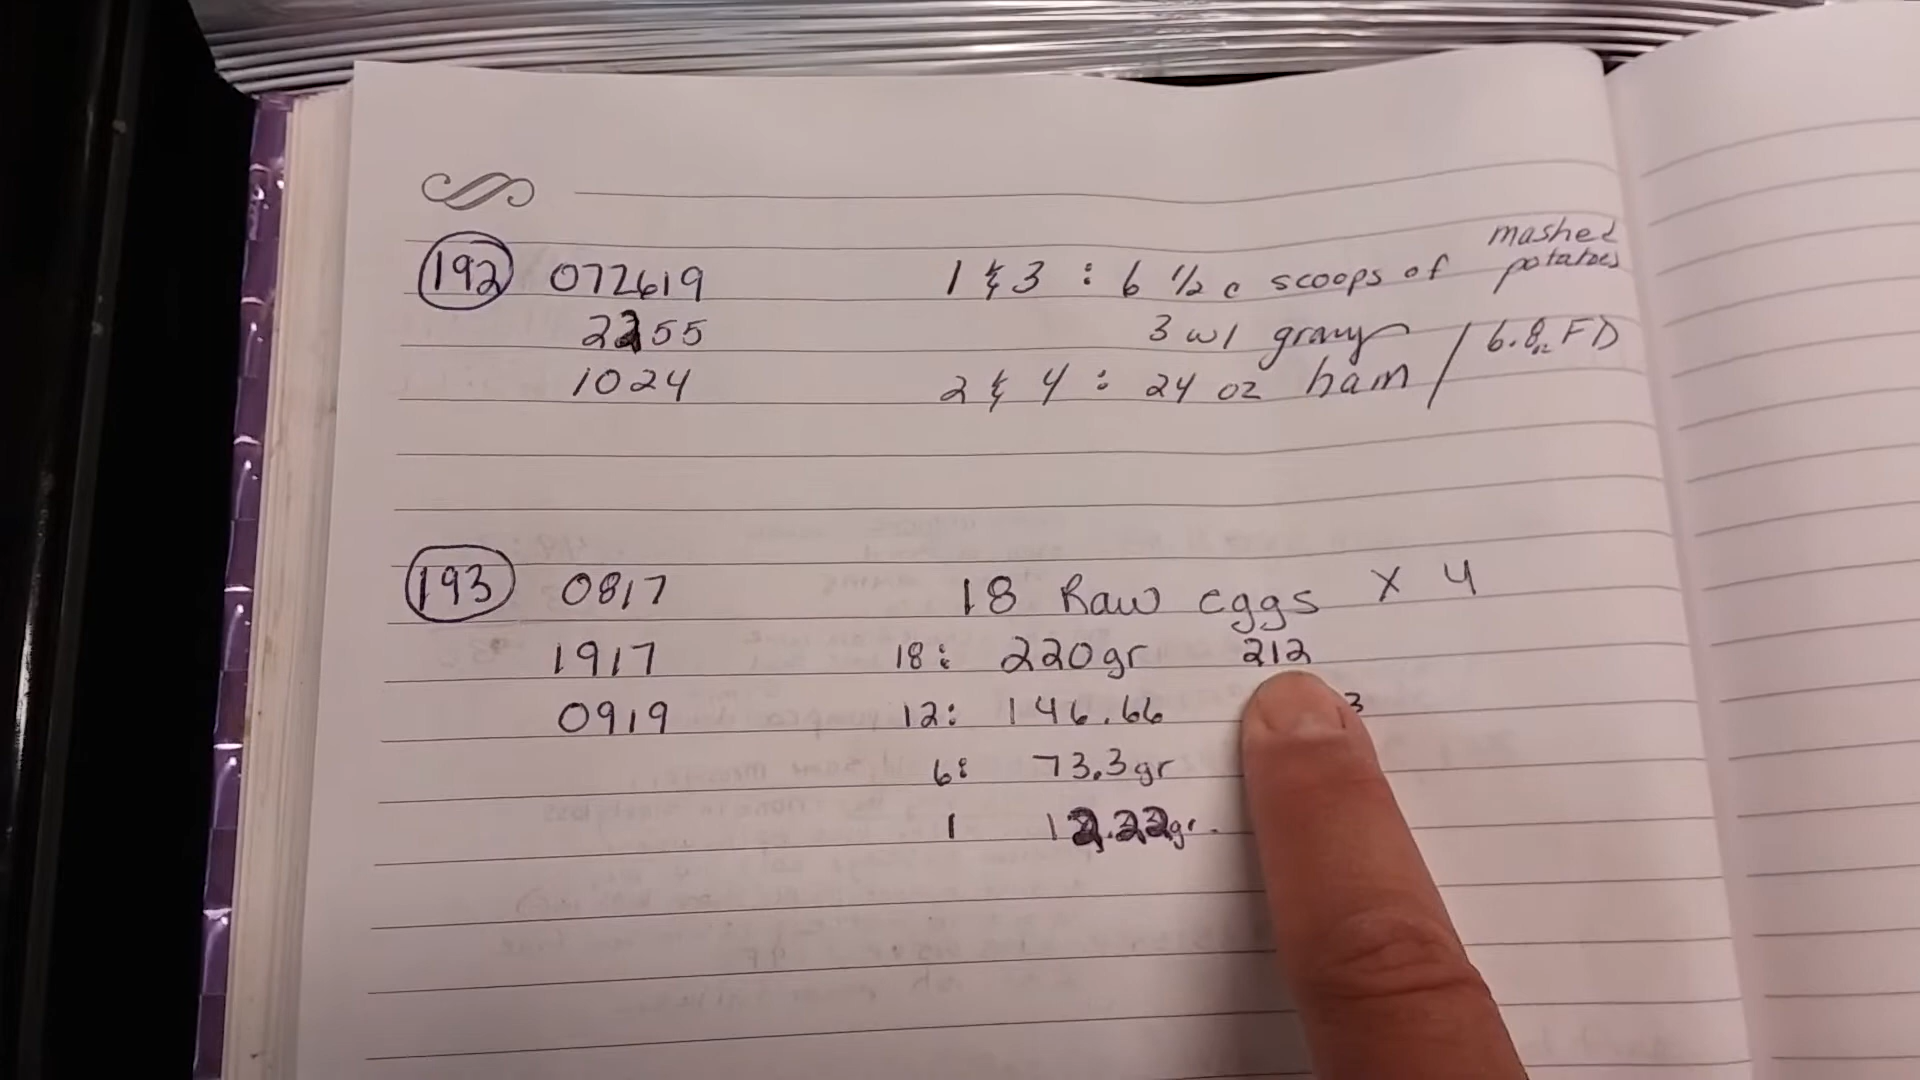 192 072619 1 & 3 : 6 1/2 c scoops of mashed potatoes
2255 3 w/ gravy / 6.8oz FD
1024 2 & 4 : 24 oz ham
193 0817 18 Raw eggs x 4
1917 18: 220gr 212
0919 12: 146.66 3
6: 73.3gr
1 12.22gr.